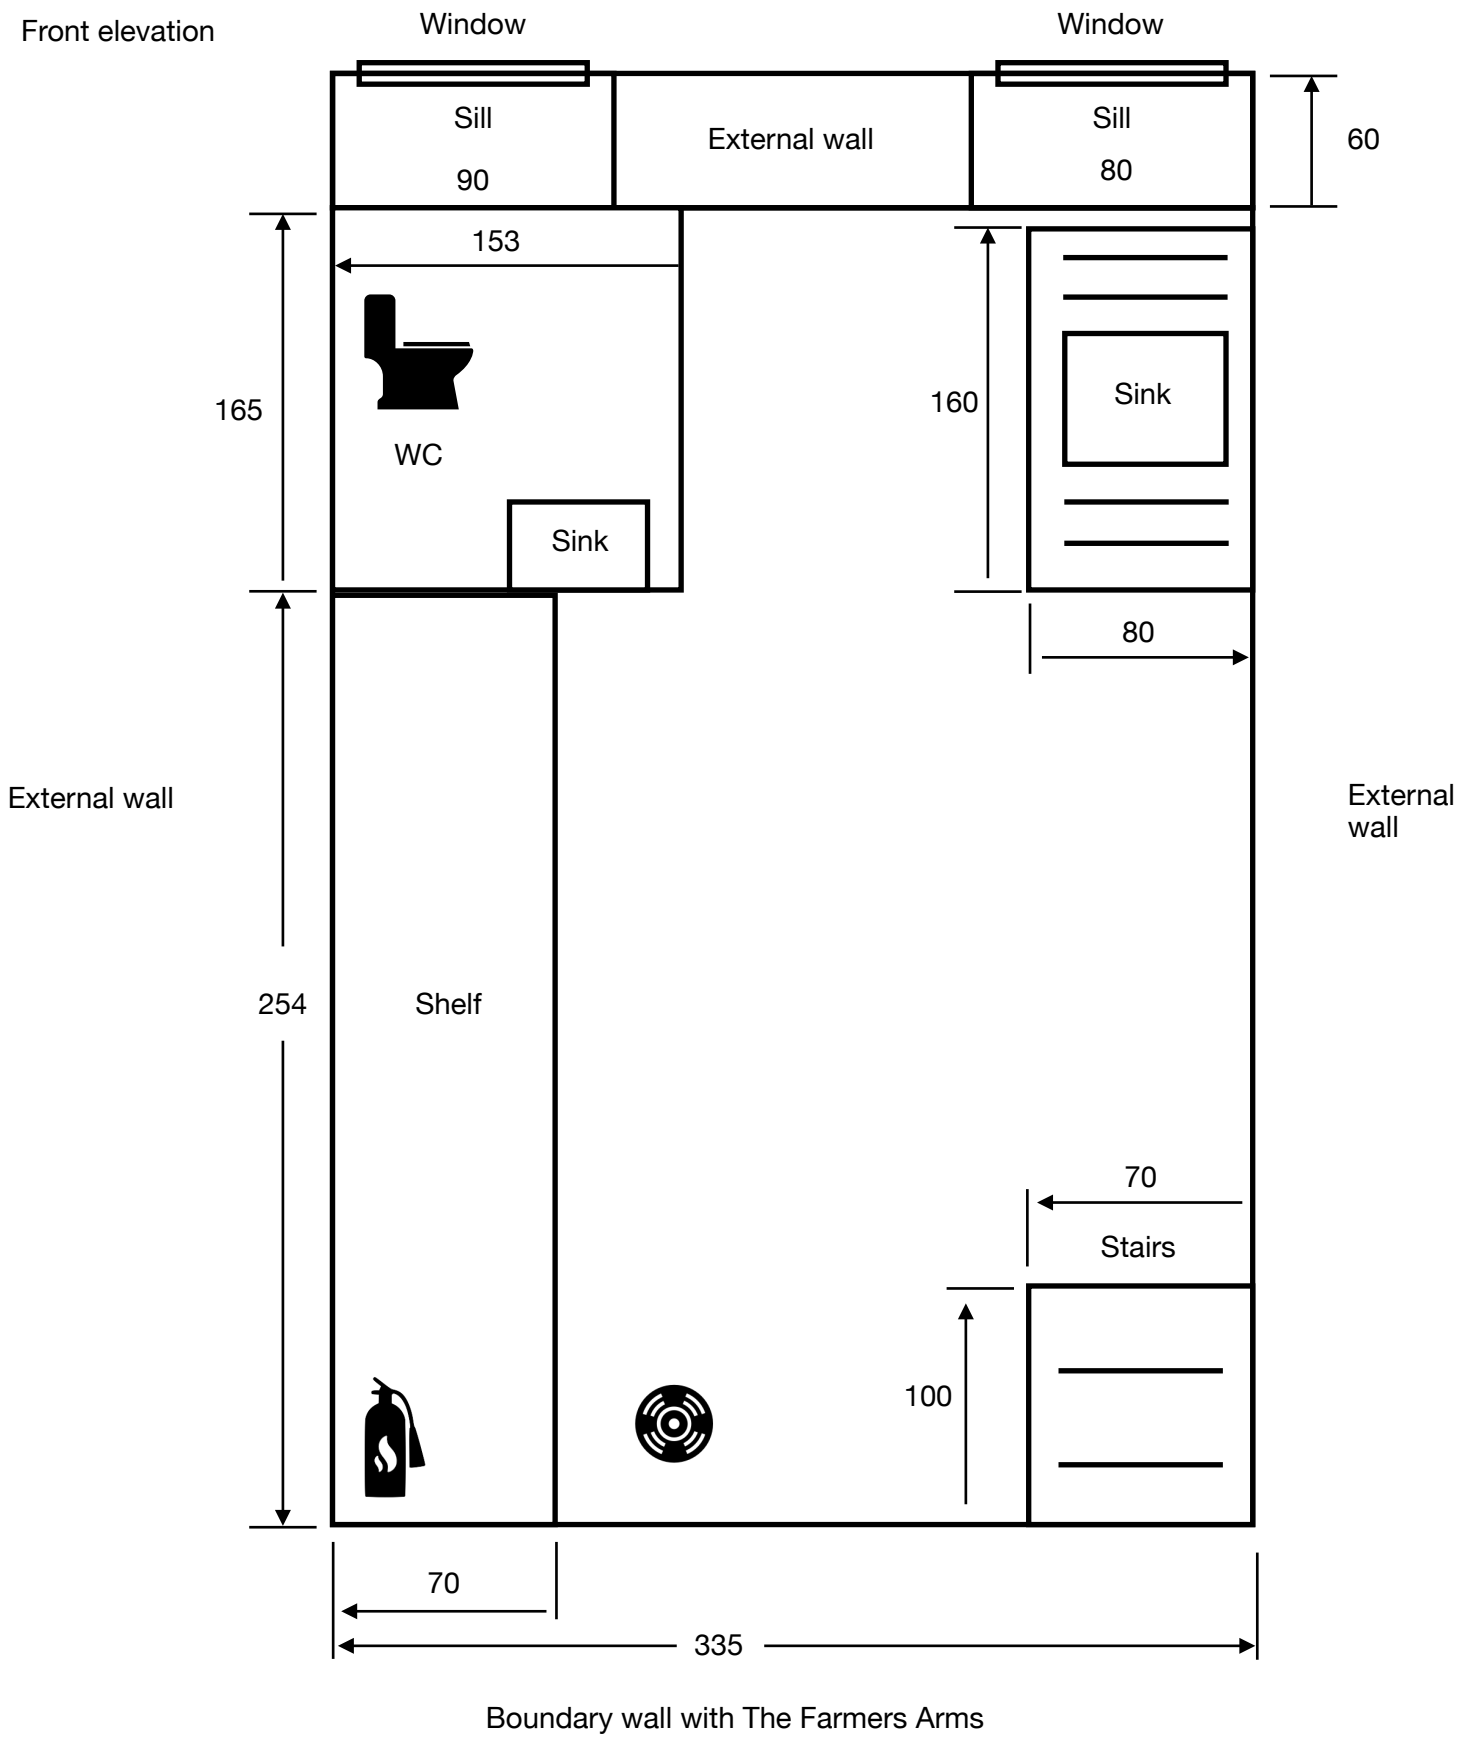 Front elevation
Window
Window
Sill
90
External wall
Sill
80
60
153
165
WC
Sink
160
Sink
80
External wall
External
wall
254
Shelf
70
Stairs
100
70
335
Boundary wall with The Farmers Arms